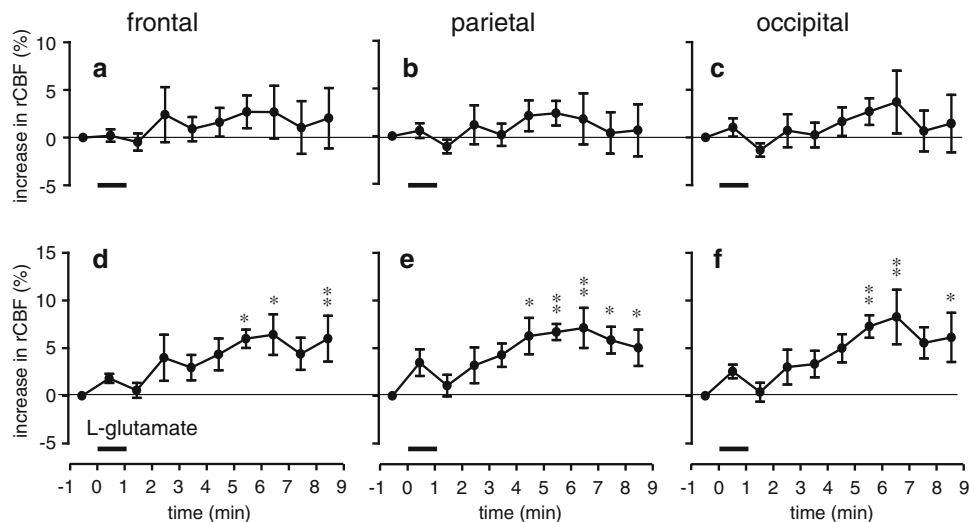 frontal parietal occipital
increase in rCBF (%)
10
5
0
-5
a
b
c
increase in rCBF (%)
15
10
5
0
-5
d
* * **
e
* ** ** * *
f
** ** *
L-glutamate
-1 0 1 2 3 4 5 6 7 8 9
-1 0 1 2 3 4 5 6 7 8 9
-1 0 1 2 3 4 5 6 7 8 9
time (min) time (min) time (min)